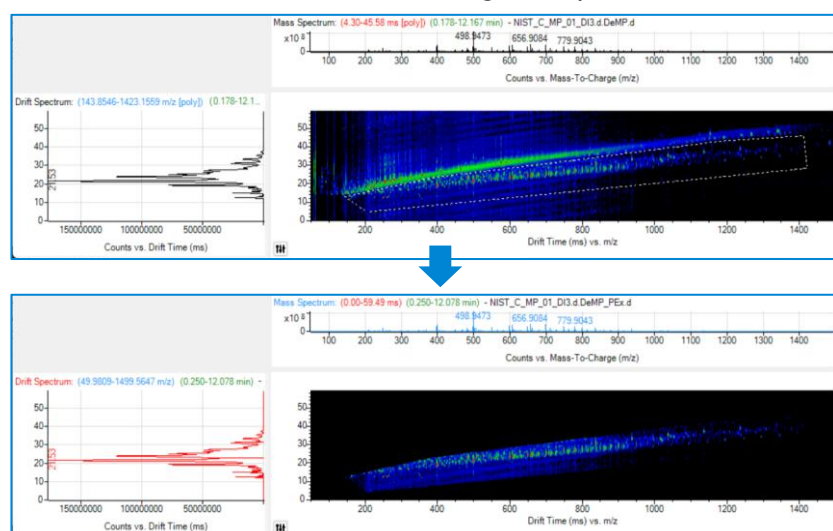 Mass Spectrum: (4.30-45.58 ms [poly]) (0.178-12.167 min) - NIST_C_MP_01_DI3.d.DeMP.d
x10 8
498.9473 656.9084 779.9043
0
100 200 300 400 500 600 700 800 900 1000 1100 1200 1300 1400
Counts vs. Mass-To-Charge (m/z)
Drift Spectrum: (143.8546-1423.1559 m/z [poly]) (0.178-12.1...
50
40
30
20
10
0
21.53
150000000 100000000 50000000
Counts vs. Drift Time (ms)
50
40
30
20
10
0
200 400 600 800 1000 1200 1400
Drift Time (ms) vs. m/z
Mass Spectrum: (0.00-59.49 ms) (0.250-12.078 min) - NIST_C_MP_01_DI3.d.DeMP_PEx.d
x10 8
498.9473 656.9084 779.9043
0
100 200 300 400 500 600 700 800 900 1000 1100 1200 1300 1400
Counts vs. Mass-To-Charge (m/z)
Drift Spectrum: (49.9809-1499.5647 m/z) (0.250-12.078 min) -
50
40
30
20
10
0
21.53
150000000 100000000 50000000
Counts vs. Drift Time (ms)
50
40
30
20
10
0
200 400 600 800 1000 1200 1400
Drift Time (ms) vs. m/z